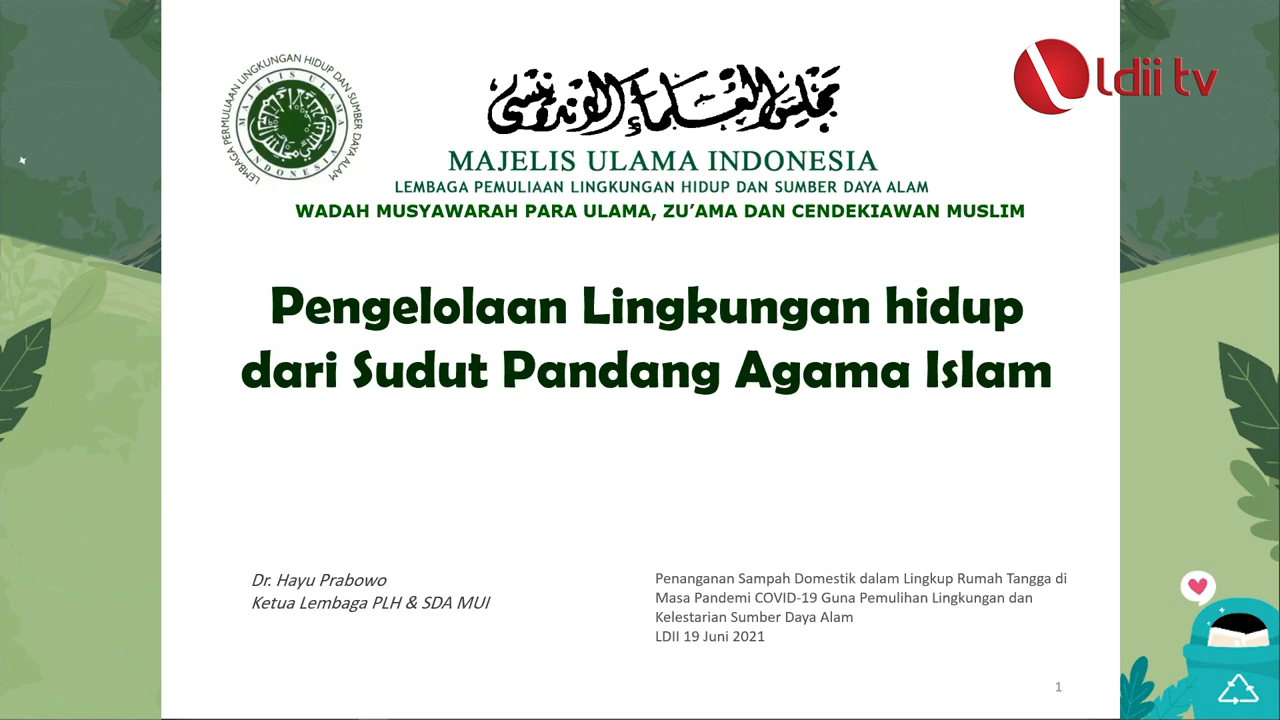 LEMBAGA PEMULIAAN LINGKUNGAN HIDUP DAN SUMBER DAYA ALAM
MAJELIS ULAMA
INDONESIA
ldii tv
مجلس العلماء الاندونيسي
MAJELIS ULAMA INDONESIA
LEMBAGA PEMULIAAN LINGKUNGAN HIDUP DAN SUMBER DAYA ALAM
WADAH MUSYAWARAH PARA ULAMA, ZU’AMA DAN CENDEKIAWAN MUSLIM
Pengelolaan Lingkungan hidup
dari Sudut Pandang Agama Islam
Dr. Hayu Prabowo
Ketua Lembaga PLH & SDA MUI
Penanganan Sampah Domestik dalam Lingkup Rumah Tangga di
Masa Pandemi COVID-19 Guna Pemulihan Lingkungan dan
Kelestarian Sumber Daya Alam
LDII 19 Juni 2021
1